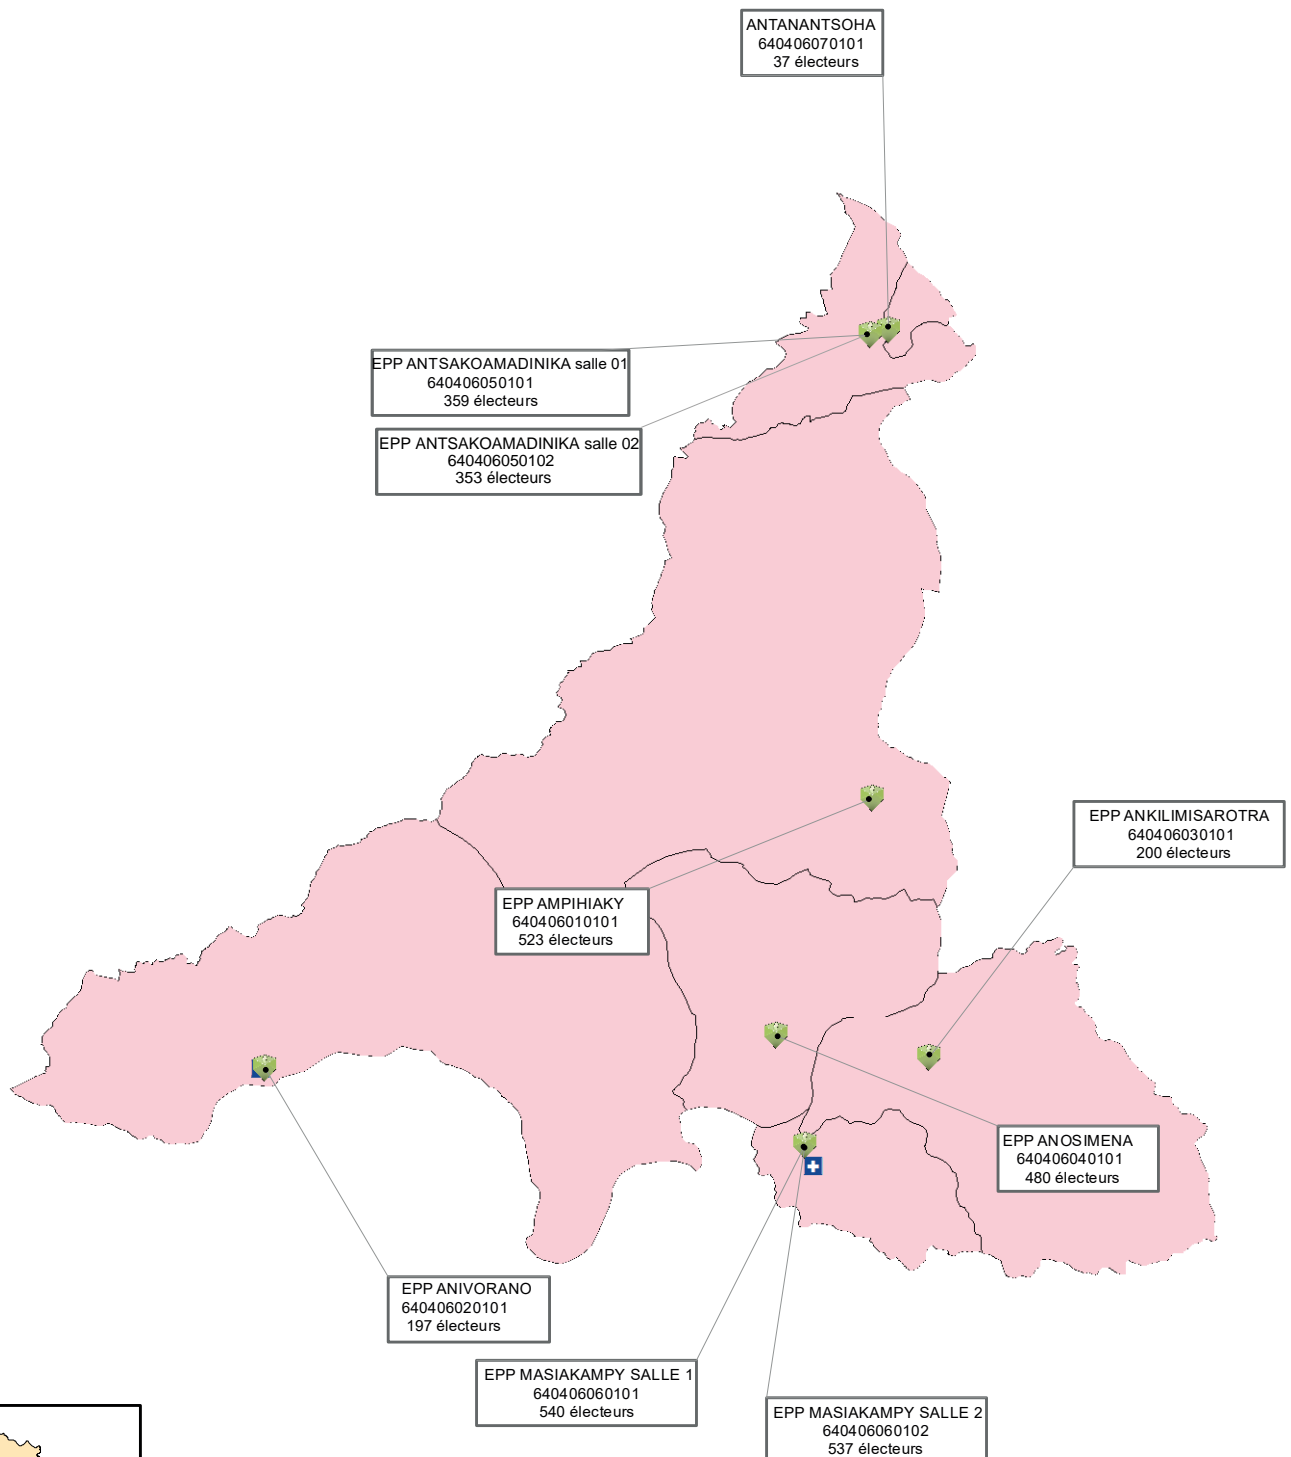 ANTANANTSOHA
640406070101
37 électeurs
EPP ANTSAKOAMADINIKA salle 01
640406050101
359 électeurs
EPP ANTSAKOAMADINIKA salle 02
640406050102
353 électeurs
EPP ANKILIMISAROTRA
640406030101
200 électeurs
EPP AMPIHIAKY
640406010101
523 électeurs
EPP ANOSIMENA
640406040101
480 électeurs
EPP ANIVORANO
640406020101
197 électeurs
EPP MASIAKAMPY SALLE 1
640406060101
540 électeurs
EPP MASIAKAMPY SALLE 2
640406060102
537 électeurs